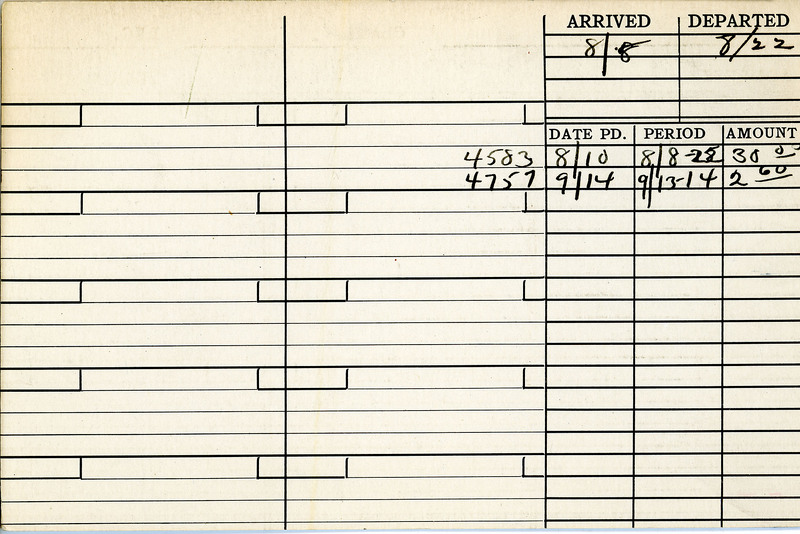 ARRIVED DEPARTED
8/8 8/22
DATE PD. PERIOD AMOUNT
4583 8/10 8/8-22 30 00
4757 9/14 9/13-14 2 60